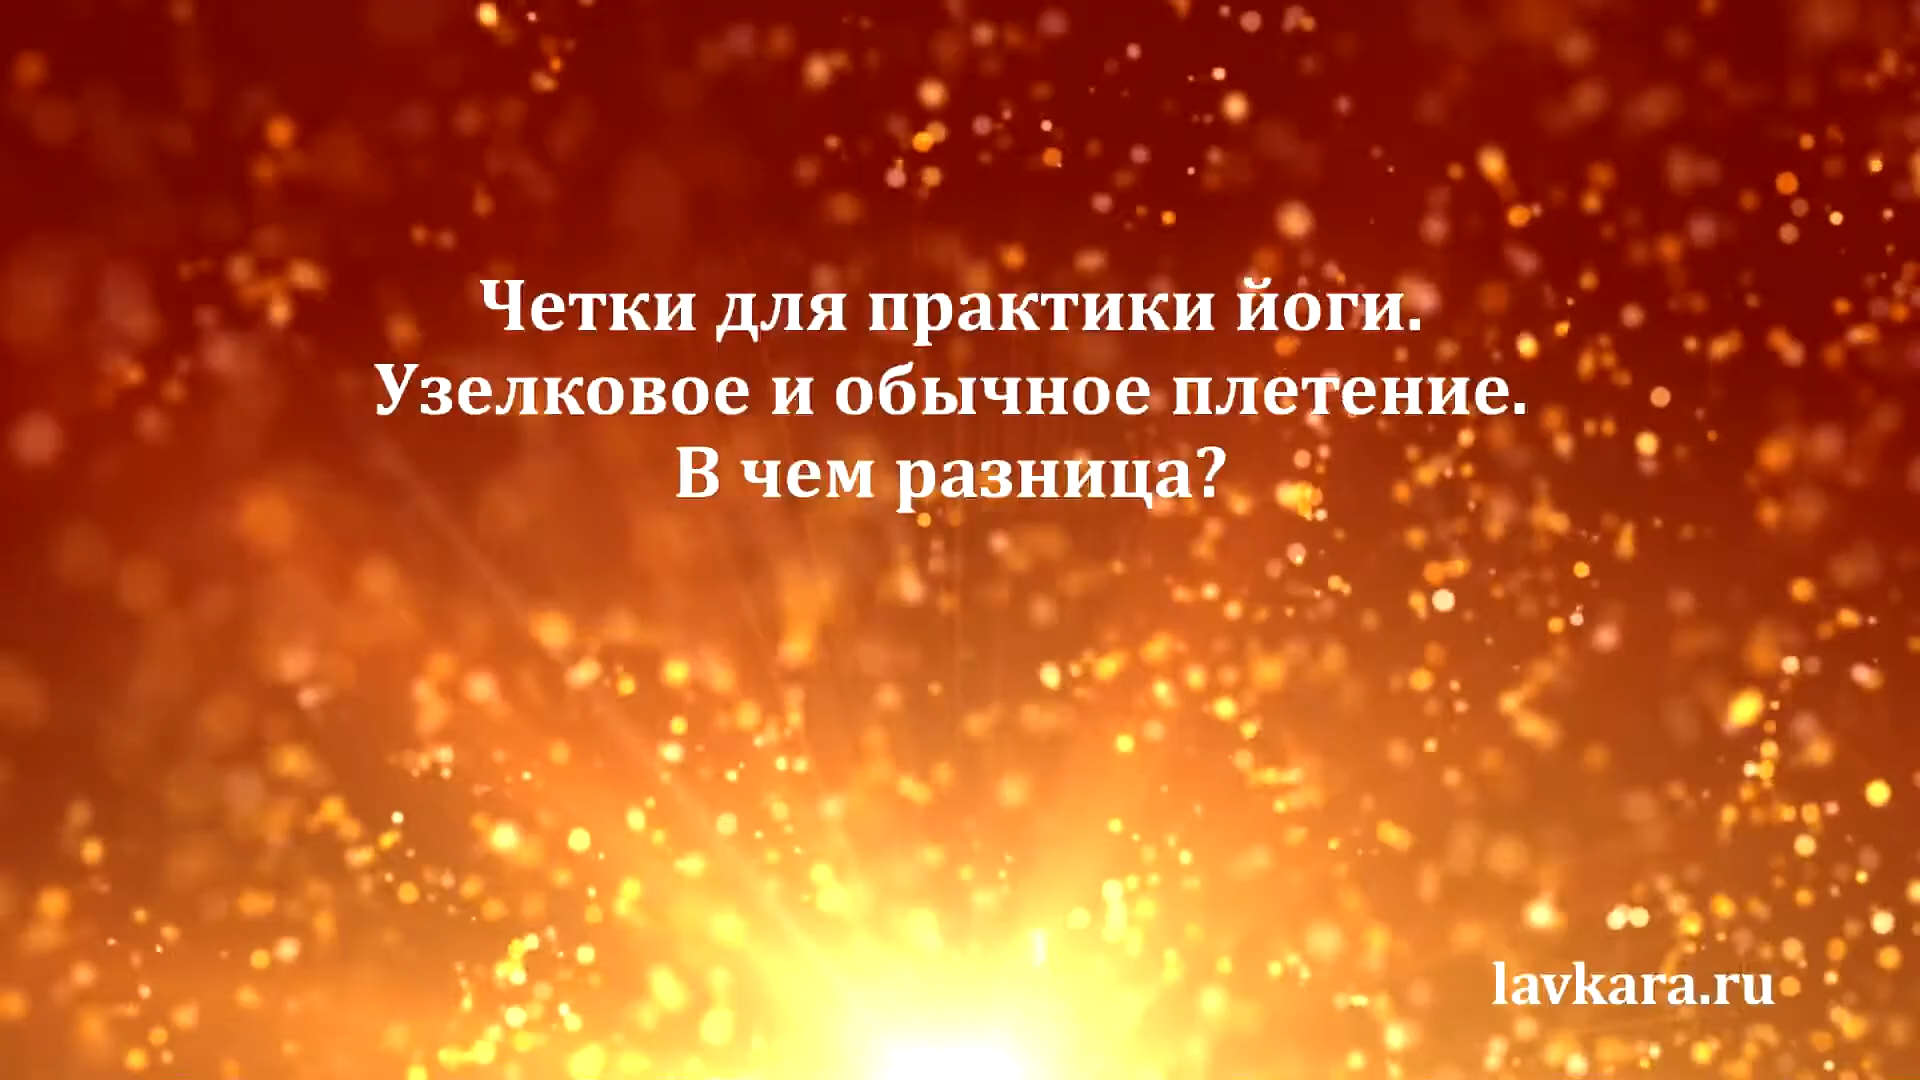 Четки для практики йоги.
Узелковое и обычное плетение.
В чем разница?
lavkara.ru